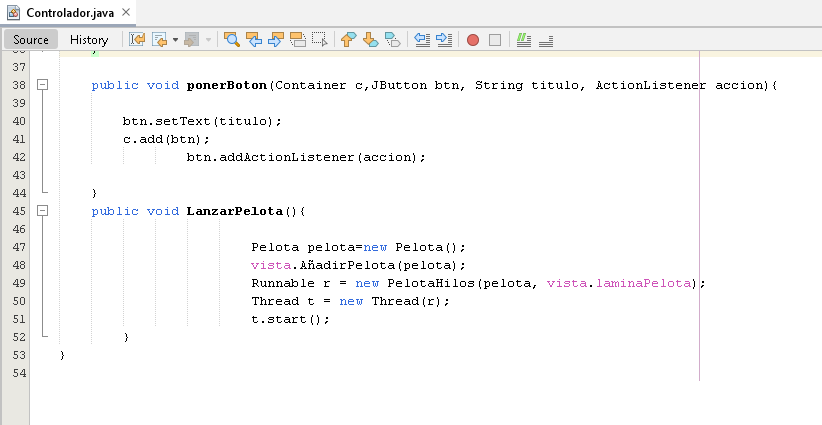 Controlador.java
Source History
36 }
37
38 public void ponerBoton(Container c,JButton btn, String titulo, ActionListener accion){
39
40 btn.setText(titulo);
41 c.add(btn);
42 btn.addActionListener(accion);
43
44 }
45 public void LanzarPelota(){
46
47 Pelota pelota=new Pelota();
48 vista.AñadirPelota(pelota);
49 Runnable r = new PelotaHilos(pelota, vista.laminaPelota);
50 Thread t = new Thread(r);
51 t.start();
52 }
53 }
54